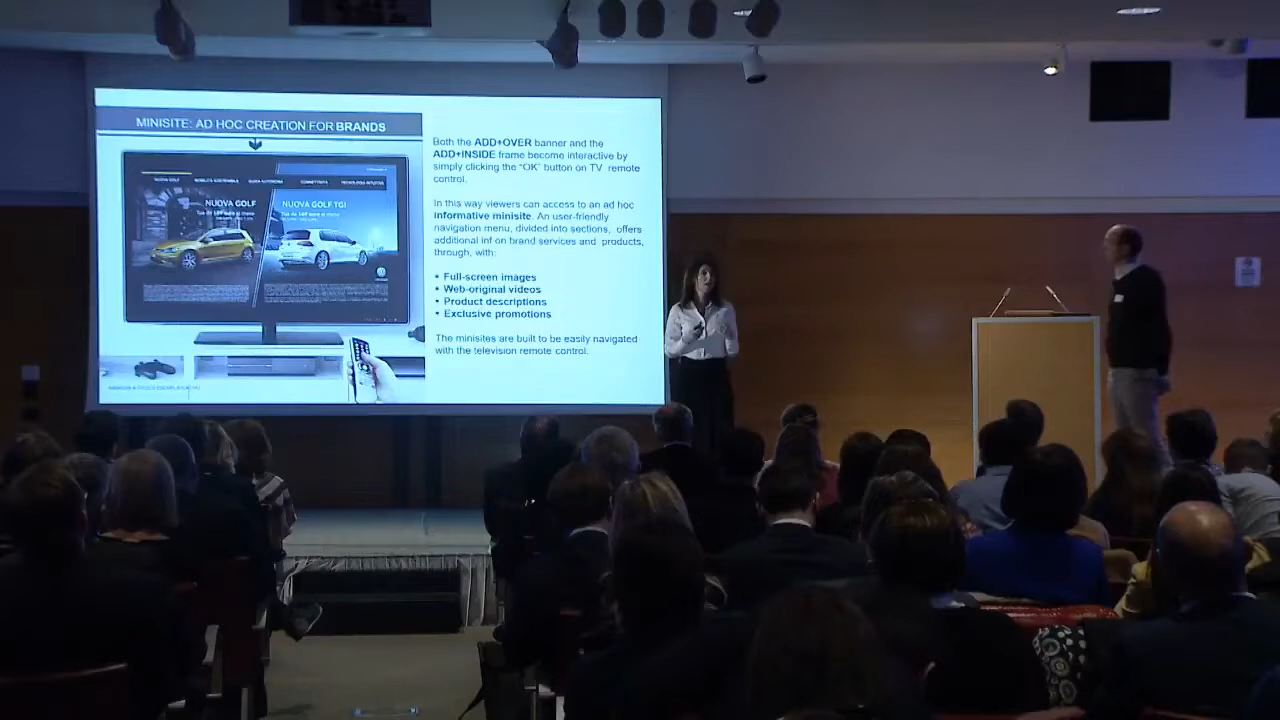 MINISITE: AD HOC CREATION FOR BRANDS
NUOVA GOLF
NUOVA GOLF TGI
Both the ADD+OVER banner and the
ADD+INSIDE frame become interactive by
simply clicking the "OK" button on TV remote
control.
In this way viewers can access to an ad hoc
informative minisite. An user-friendly
navigation menu, divided into sections, offers
additional inf on brand services and products,
through, with:
• Full-screen images
• Web-original videos
• Product descriptions
• Exclusive promotions
The minisites are built to be easily navigated
with the television remote control.